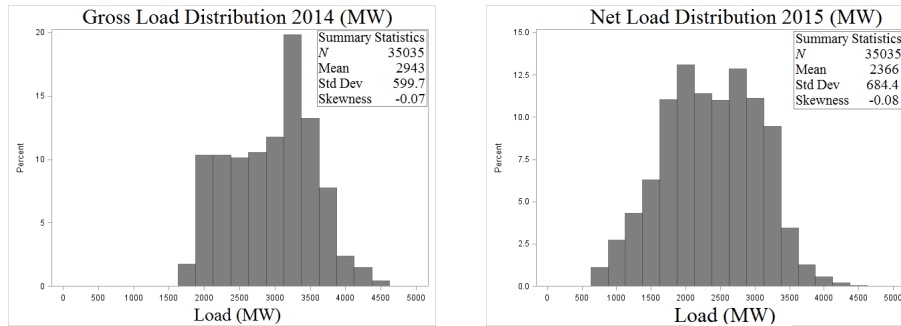 Gross Load Distribution 2014 (MW)
20
15
10
5
0
Percent
Summary Statistics
N 35035
Mean 2943
Std Dev 599.7
Skewness -0.07
0 500 1000 1500 2000 2500 3000 3500 4000 4500 5000
Load (MW)
Net Load Distribution 2015 (MW)
15.0
12.5
10.0
7.5
5.0
2.5
0.0
Percent
Summary Statistics
N 35035
Mean 2366
Std Dev 684.4
Skewness -0.08
0 500 1000 1500 2000 2500 3000 3500 4000 4500 5000
Load (MW)